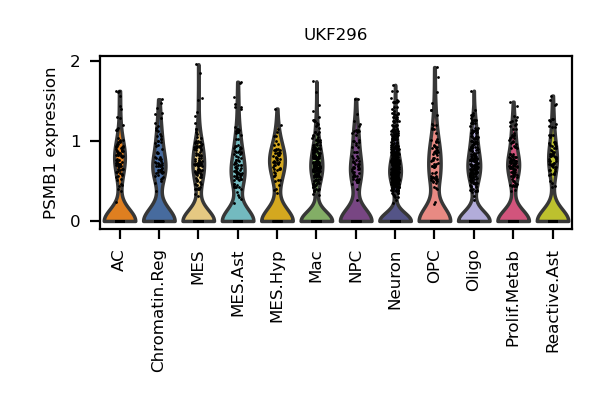 UKF296
PSMB1 expression
2
1
0
AC
Chromatin.Reg
MES
MES.Ast
MES.Hyp
Mac
NPC
Neuron
OPC
Oligo
Prolif.Metab
Reactive.Ast